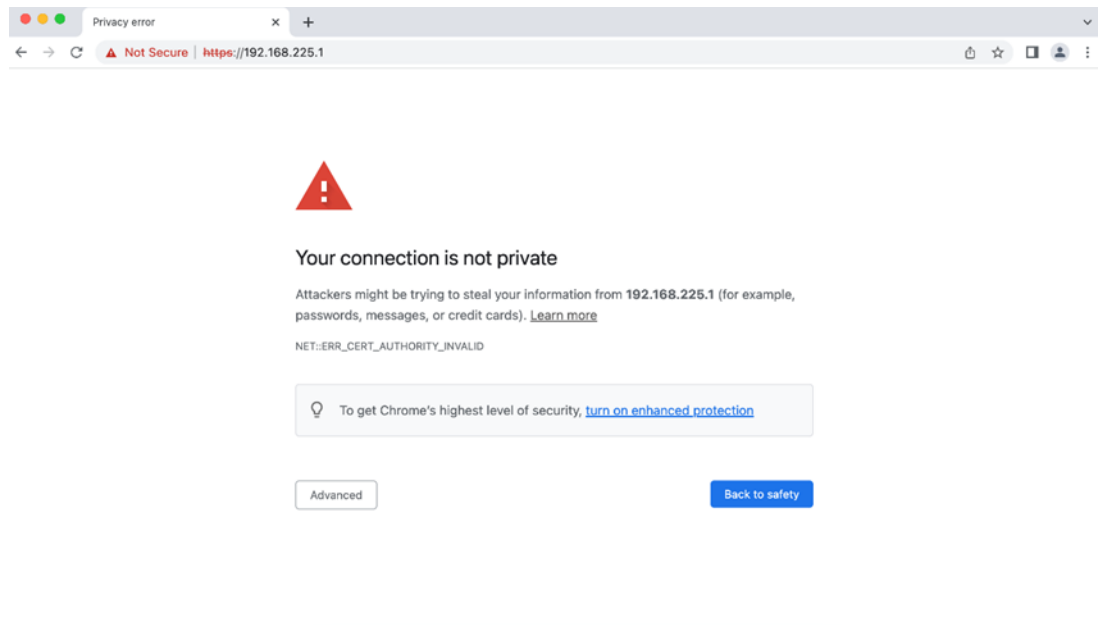 Privacy error
Not Secure | https://192.168.225.1
Your connection is not private
Attackers might be trying to steal your information from 192.168.225.1 (for example,
passwords, messages, or credit cards). Learn more
NET::ERR_CERT_AUTHORITY_INVALID
To get Chrome's highest level of security, turn on enhanced protection
Advanced
Back to safety